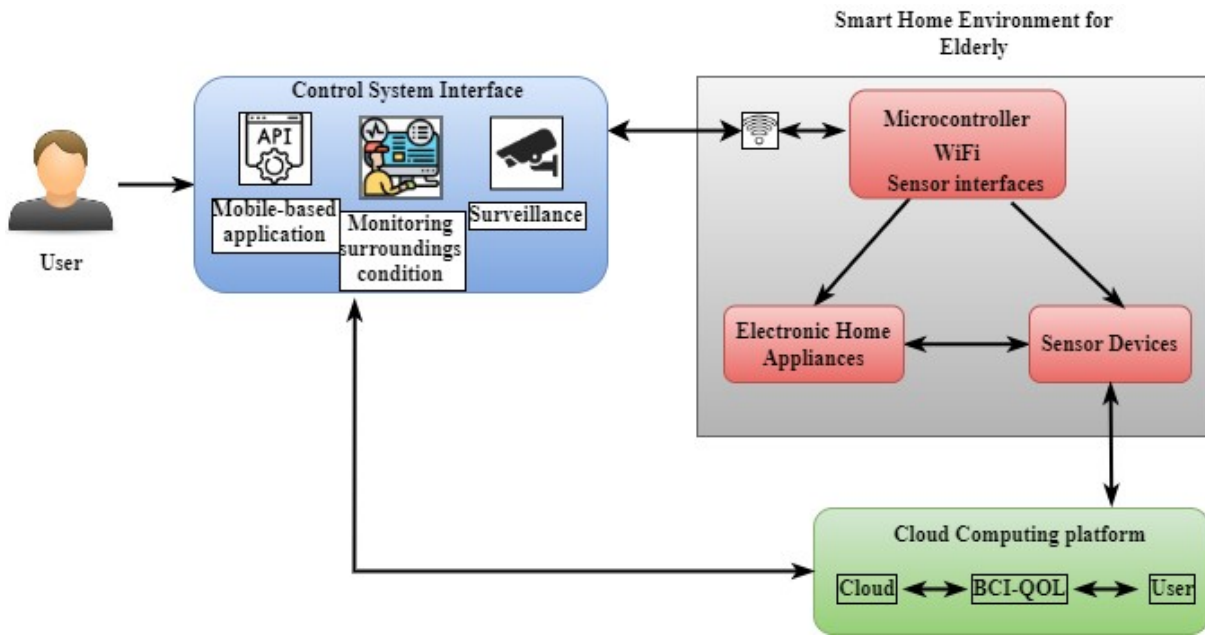 Smart Home Environment for
Elderly
Control System Interface
API
Mobile-based
application
Monitoring
surroundings
condition
Surveillance
User
Microcontroller
WiFi
Sensor interfaces
Electronic Home
Appliances
Sensor Devices
Cloud Computing platform
Cloud
BCI-QOL
User